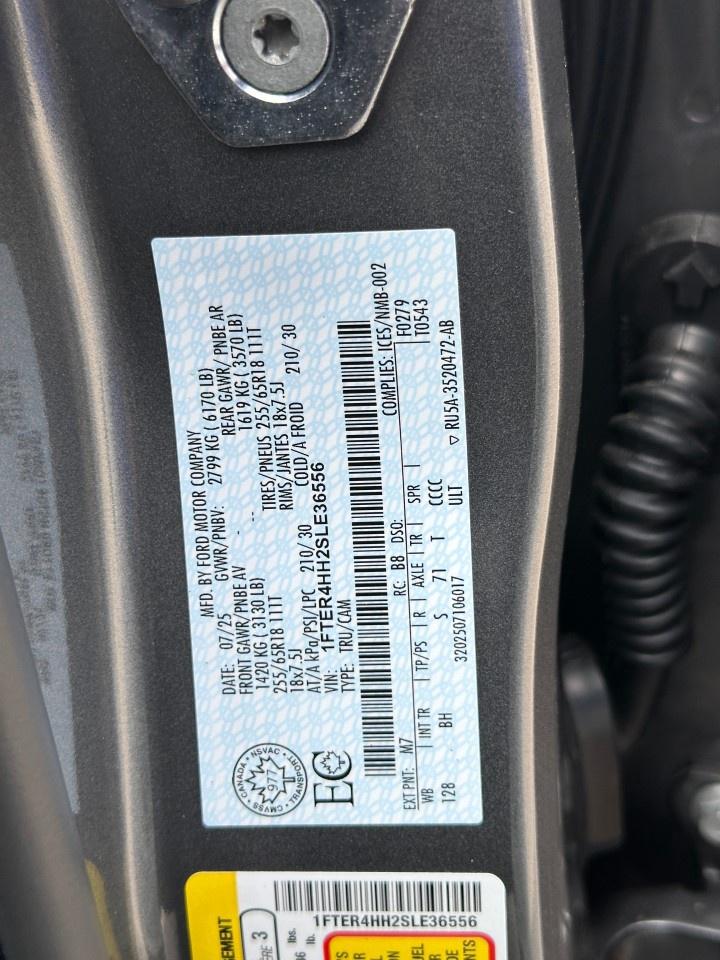 MFD. BY FORD MOTOR COMPANY
DATE: 07/25 GVWR/PNBV: 2799 KG ( 6170 LB)
FRONT GAWR/PNBE AV REAR GAWR/ PNBE AR
1420 KG ( 3130 LB) 1619 KG ( 3570 LB)
255/65R18 111T TIRES/PNEUS 255/65R18 111T
18x7.5J RIMS/JANTES 18x7.5J
AT/A kPa/PSI/LPC 210/ 30 COLD/A FROID 210/ 30
VIN: 1FTER4HH2SLE36556
TYPE: TRU/CAM
CANADA · NSVAC · TRANSPORT · CMVSS
977
EC
COMPLIES: ICES/NMB-002
EXT PNT: M7 RC: B8 DSO: F0279
WB | INT TR | TP/PS | R | AXLE | TR | SPR | T0543
128 BH S 71 T CCCC
ULT
3202507106017 ▽ RU5A-3520472-AB
1FTER4HH2SLE36556
3
lbs.
lb.